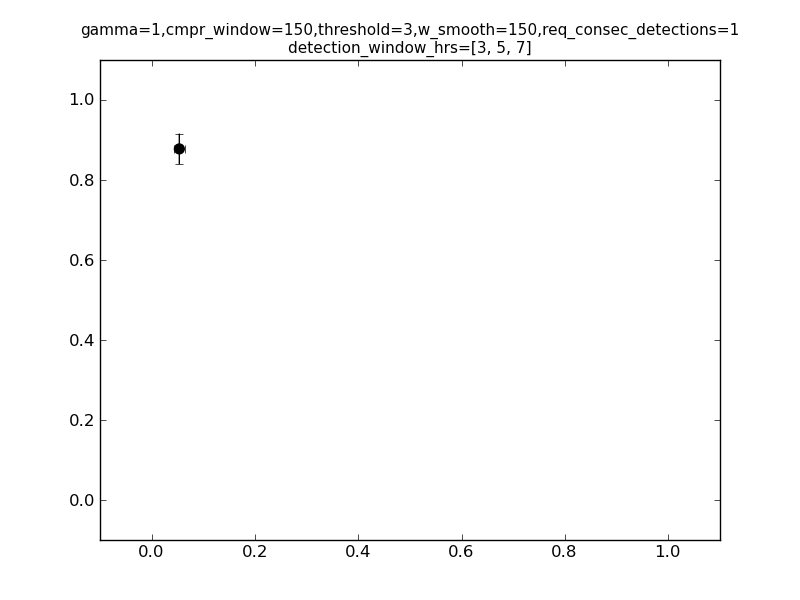 gamma=1,cmpr_window=150,threshold=3,w_smooth=150,req_consec_detections=1
detection_window_hrs=[3, 5, 7]
1.0
0.8
0.6
0.4
0.2
0.0
0.0 0.2 0.4 0.6 0.8 1.0